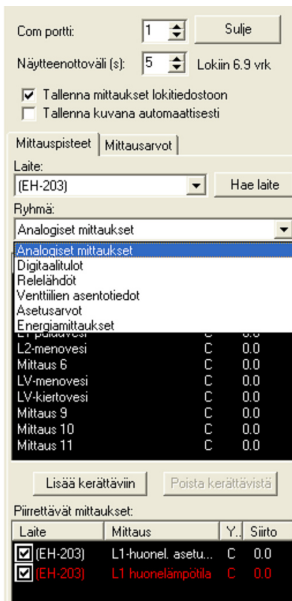 Com portti: 1 Sulje
Näytteenottoväli (s): 5 Lokiin 6.9 vrk
Tallenna mittaukset lokitiedostoon
Tallenna kuvana automaattisesti
Mittauspisteet Mittausarvot
Laite:
(EH-203) Hae laite
Ryhmä:
Analogiset mittaukset
Analogiset mittaukset
Digitaalitulot
Relelähdöt
Venttiilien asentotiedot
Asetusarvot
Energiamittaukset
L1-paluuvesi C 0.0
L2-menovesi C 0.0
Mittaus 6 C 0.0
LV-menovesi C 0.0
LV-kiertovesi C 0.0
Mittaus 9 C 0.0
Mittaus 10 C 0.0
Mittaus 11 C 0.0
Lisää kerättäviin Poista kerättävistä
Piirrettävät mittaukset:
Laite Mittaus Y.. Siirto
(EH-203) L1-huonel. asetu... C 0.0
(EH-203) L1 huonelämpötila C 0.0